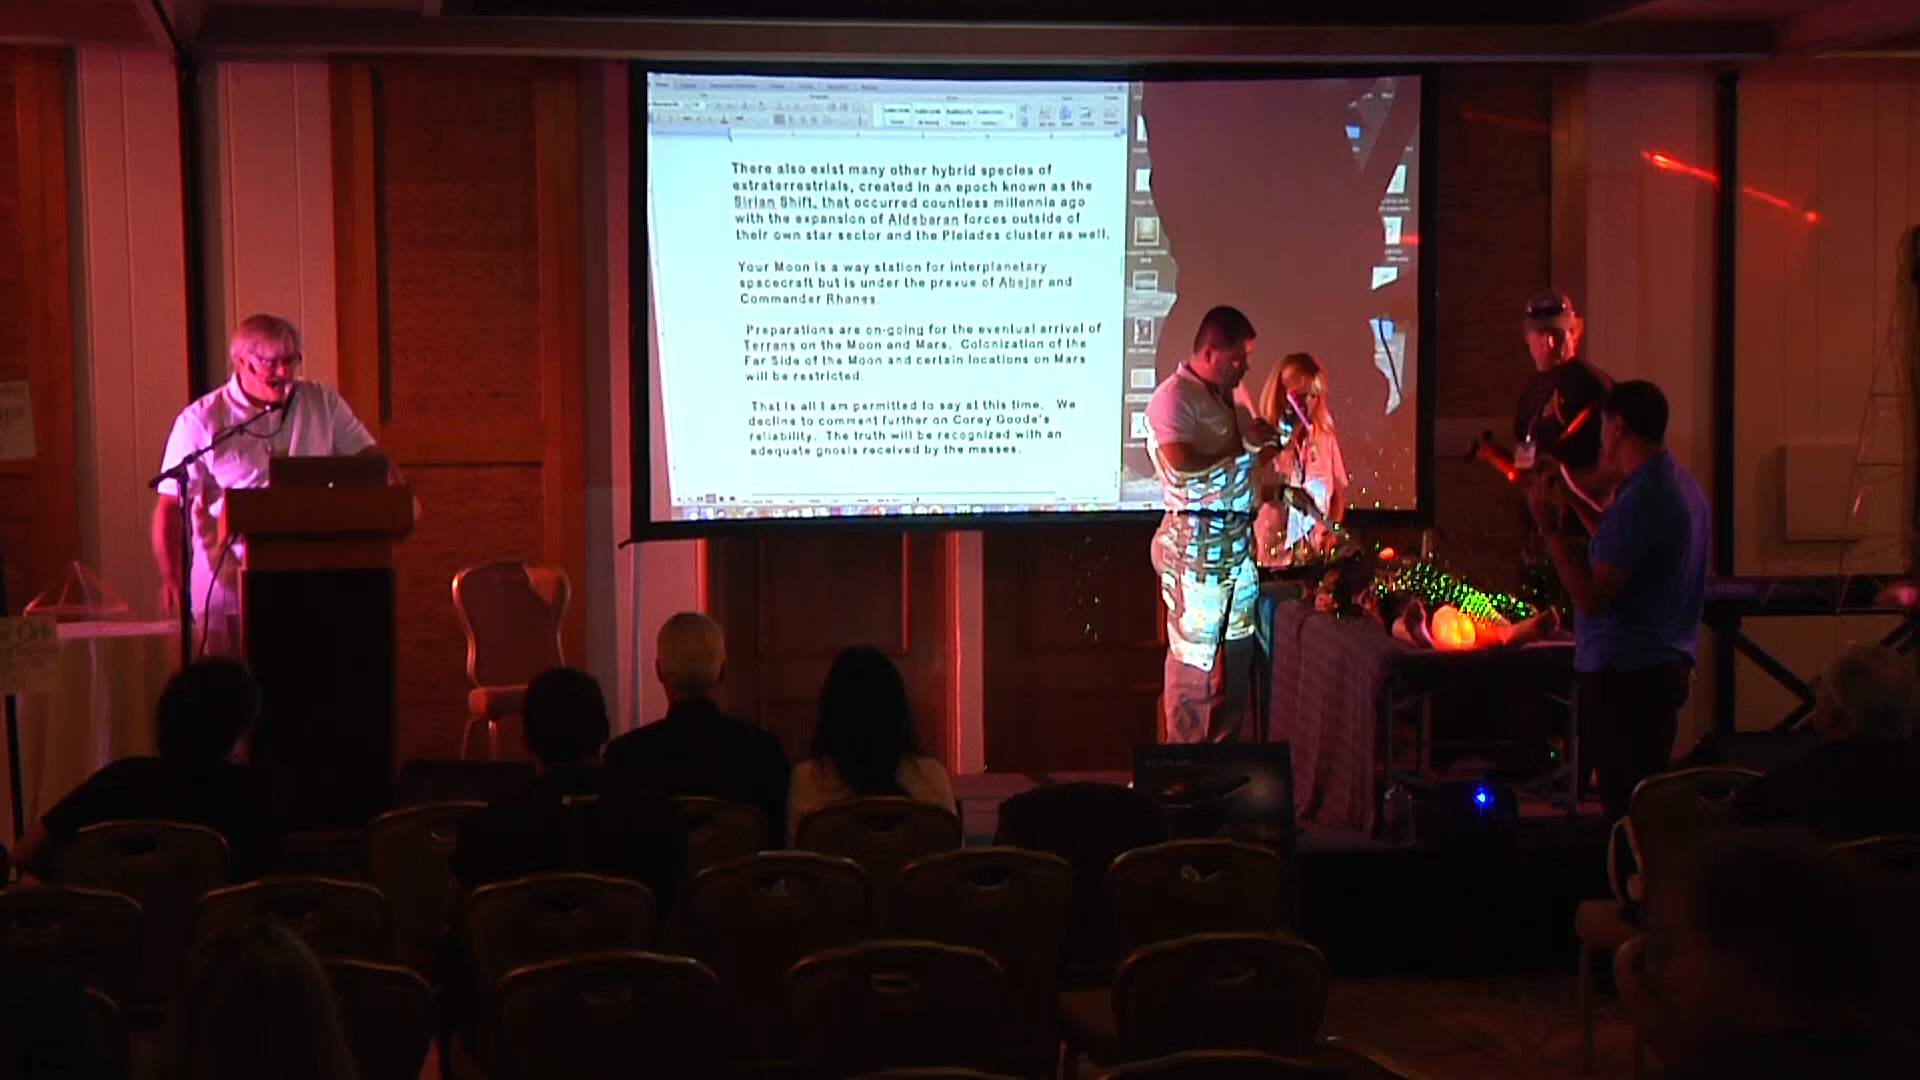 There also exist many other hybrid species of
extraterrestrials, created in an epoch known as the
Sirian Shift, that occurred countless millennia ago
with the expansion of Aldebaran forces outside of
their own star sector and the Pleiades cluster as well.
Your Moon is a way station for interplanetary
spacecraft but is under the prevue of Abejar and
Commander Rhanes.
Preparations are on-going for the eventual arrival of
Terrans on the Moon and Mars. Colonization of the
Far Side of the Moon and certain locations on Mars
will be restricted.
That is all I am permitted to say at this time. We
decline to comment further on Corey Goode's
reliability. The truth will be recognized with an
adequate gnosis received by the masses.
Orb